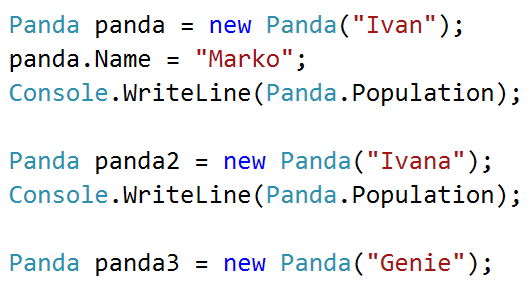 Panda panda = new Panda("Ivan");
panda.Name = "Marko";
Console.WriteLine(Panda.Population);
Panda panda2 = new Panda("Ivana");
Console.WriteLine(Panda.Population);
Panda panda3 = new Panda("Genie");